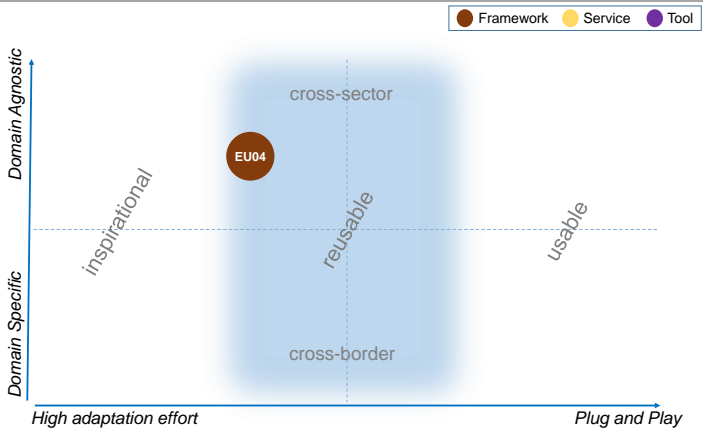 Framework
Service
Tool
Domain Agnostic
cross-sector
EU04
inspirational
reusable
usable
Domain Specific
cross-border
High adaptation effort
Plug and Play